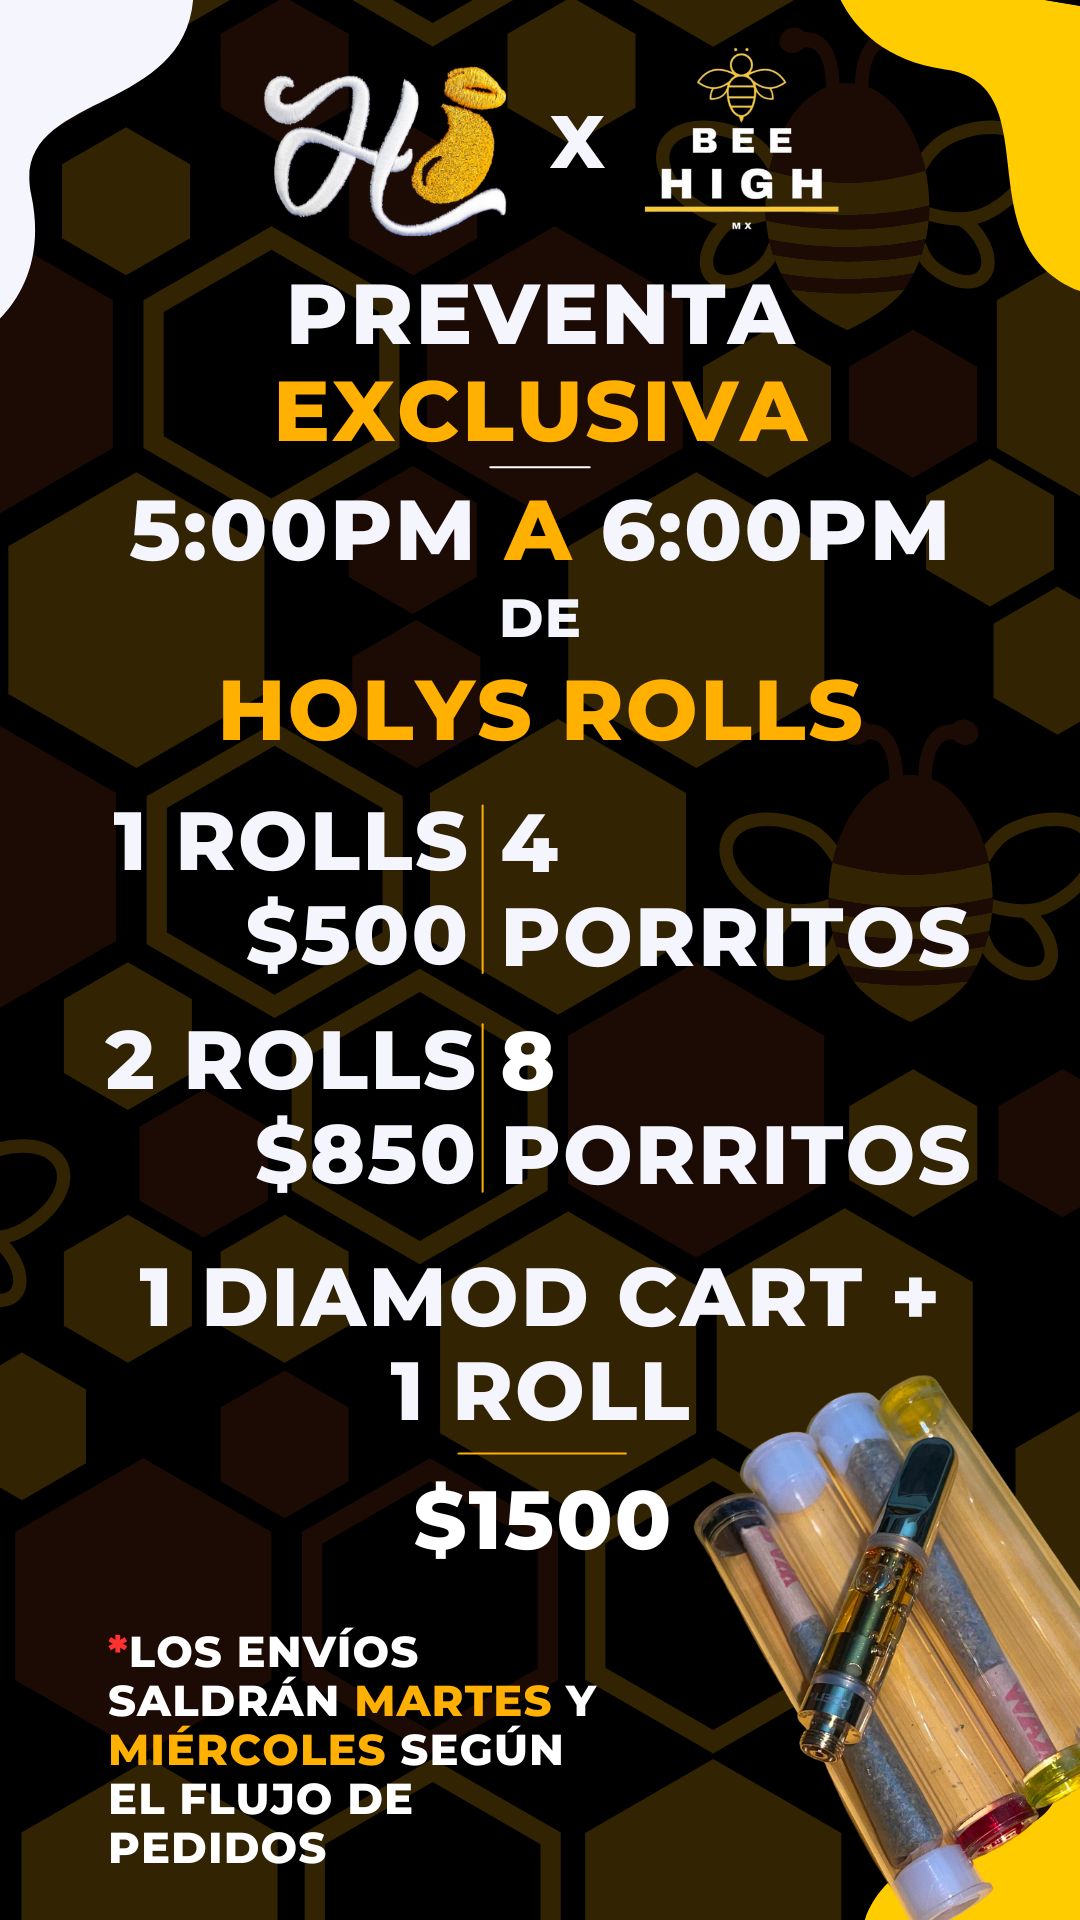 H
X
BEE
HIGH
MX
PREVENTA
EXCLUSIVA
5:00PM A 6:00PM
DE
HOLYS ROLLS
1 ROLLS
$500
4
PORRITOS
2 ROLLS
$850
8
PORRITOS
1 DIAMOD CART +
1 ROLL
$1500
*LOS ENVÍOS
SALDRÁN MARTES Y
MIÉRCOLES SEGÚN
EL FLUJO DE
PEDIDOS